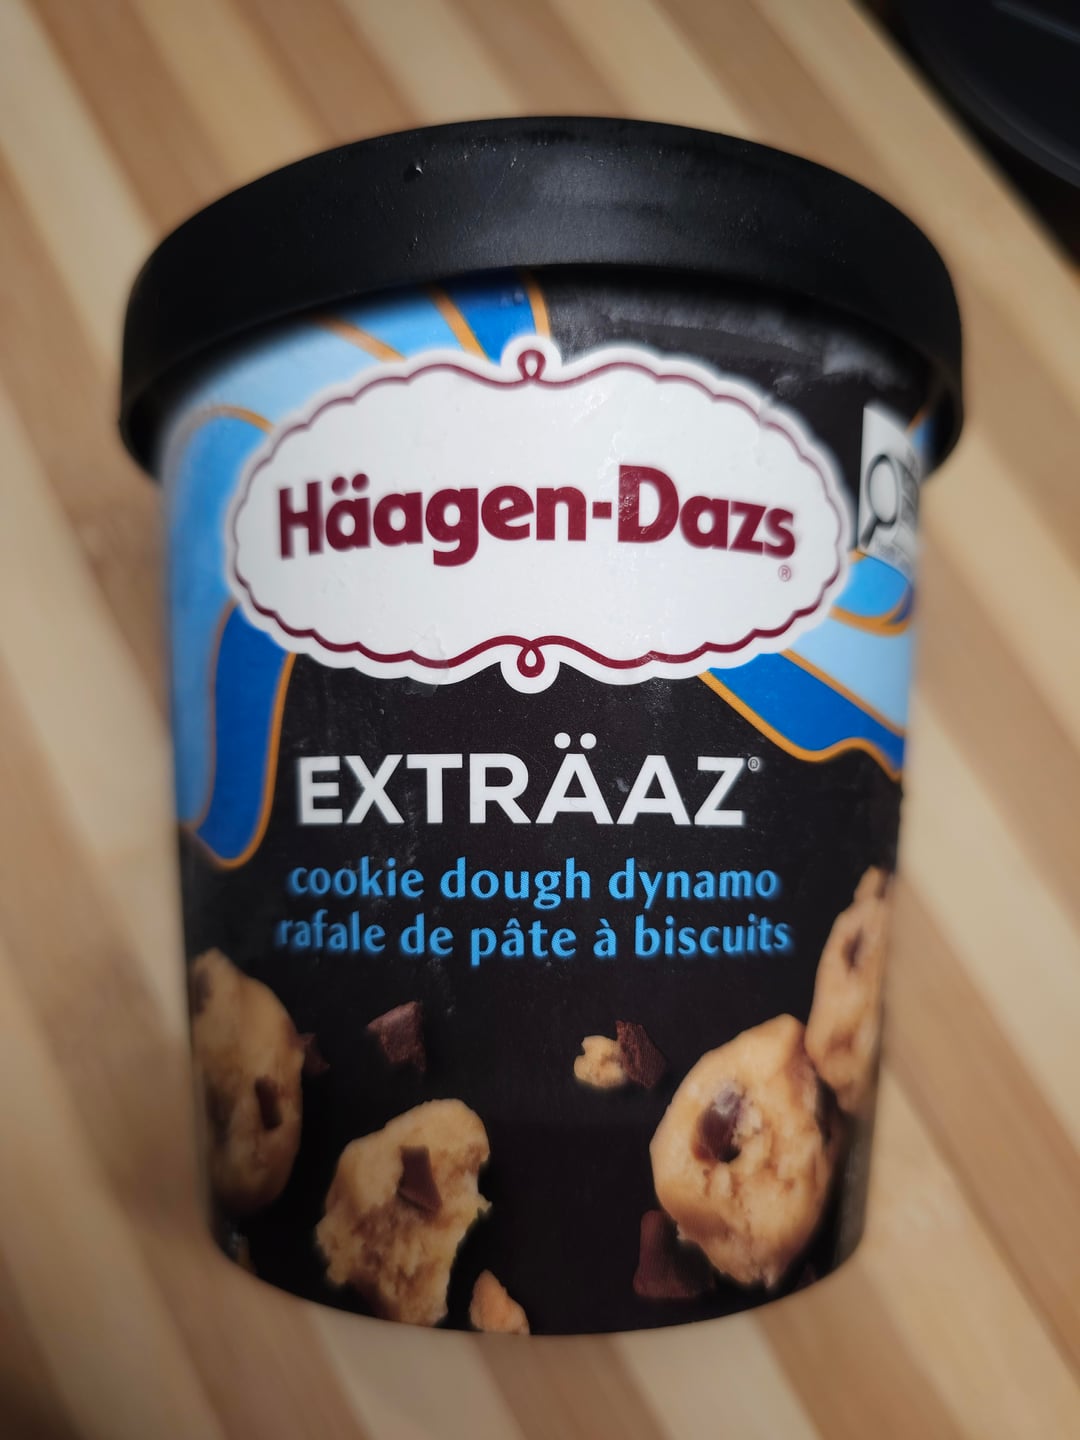 Häagen-Dazs®
EXTRÄAZ®
cookie dough dynamo
rafale de pâte à biscuits